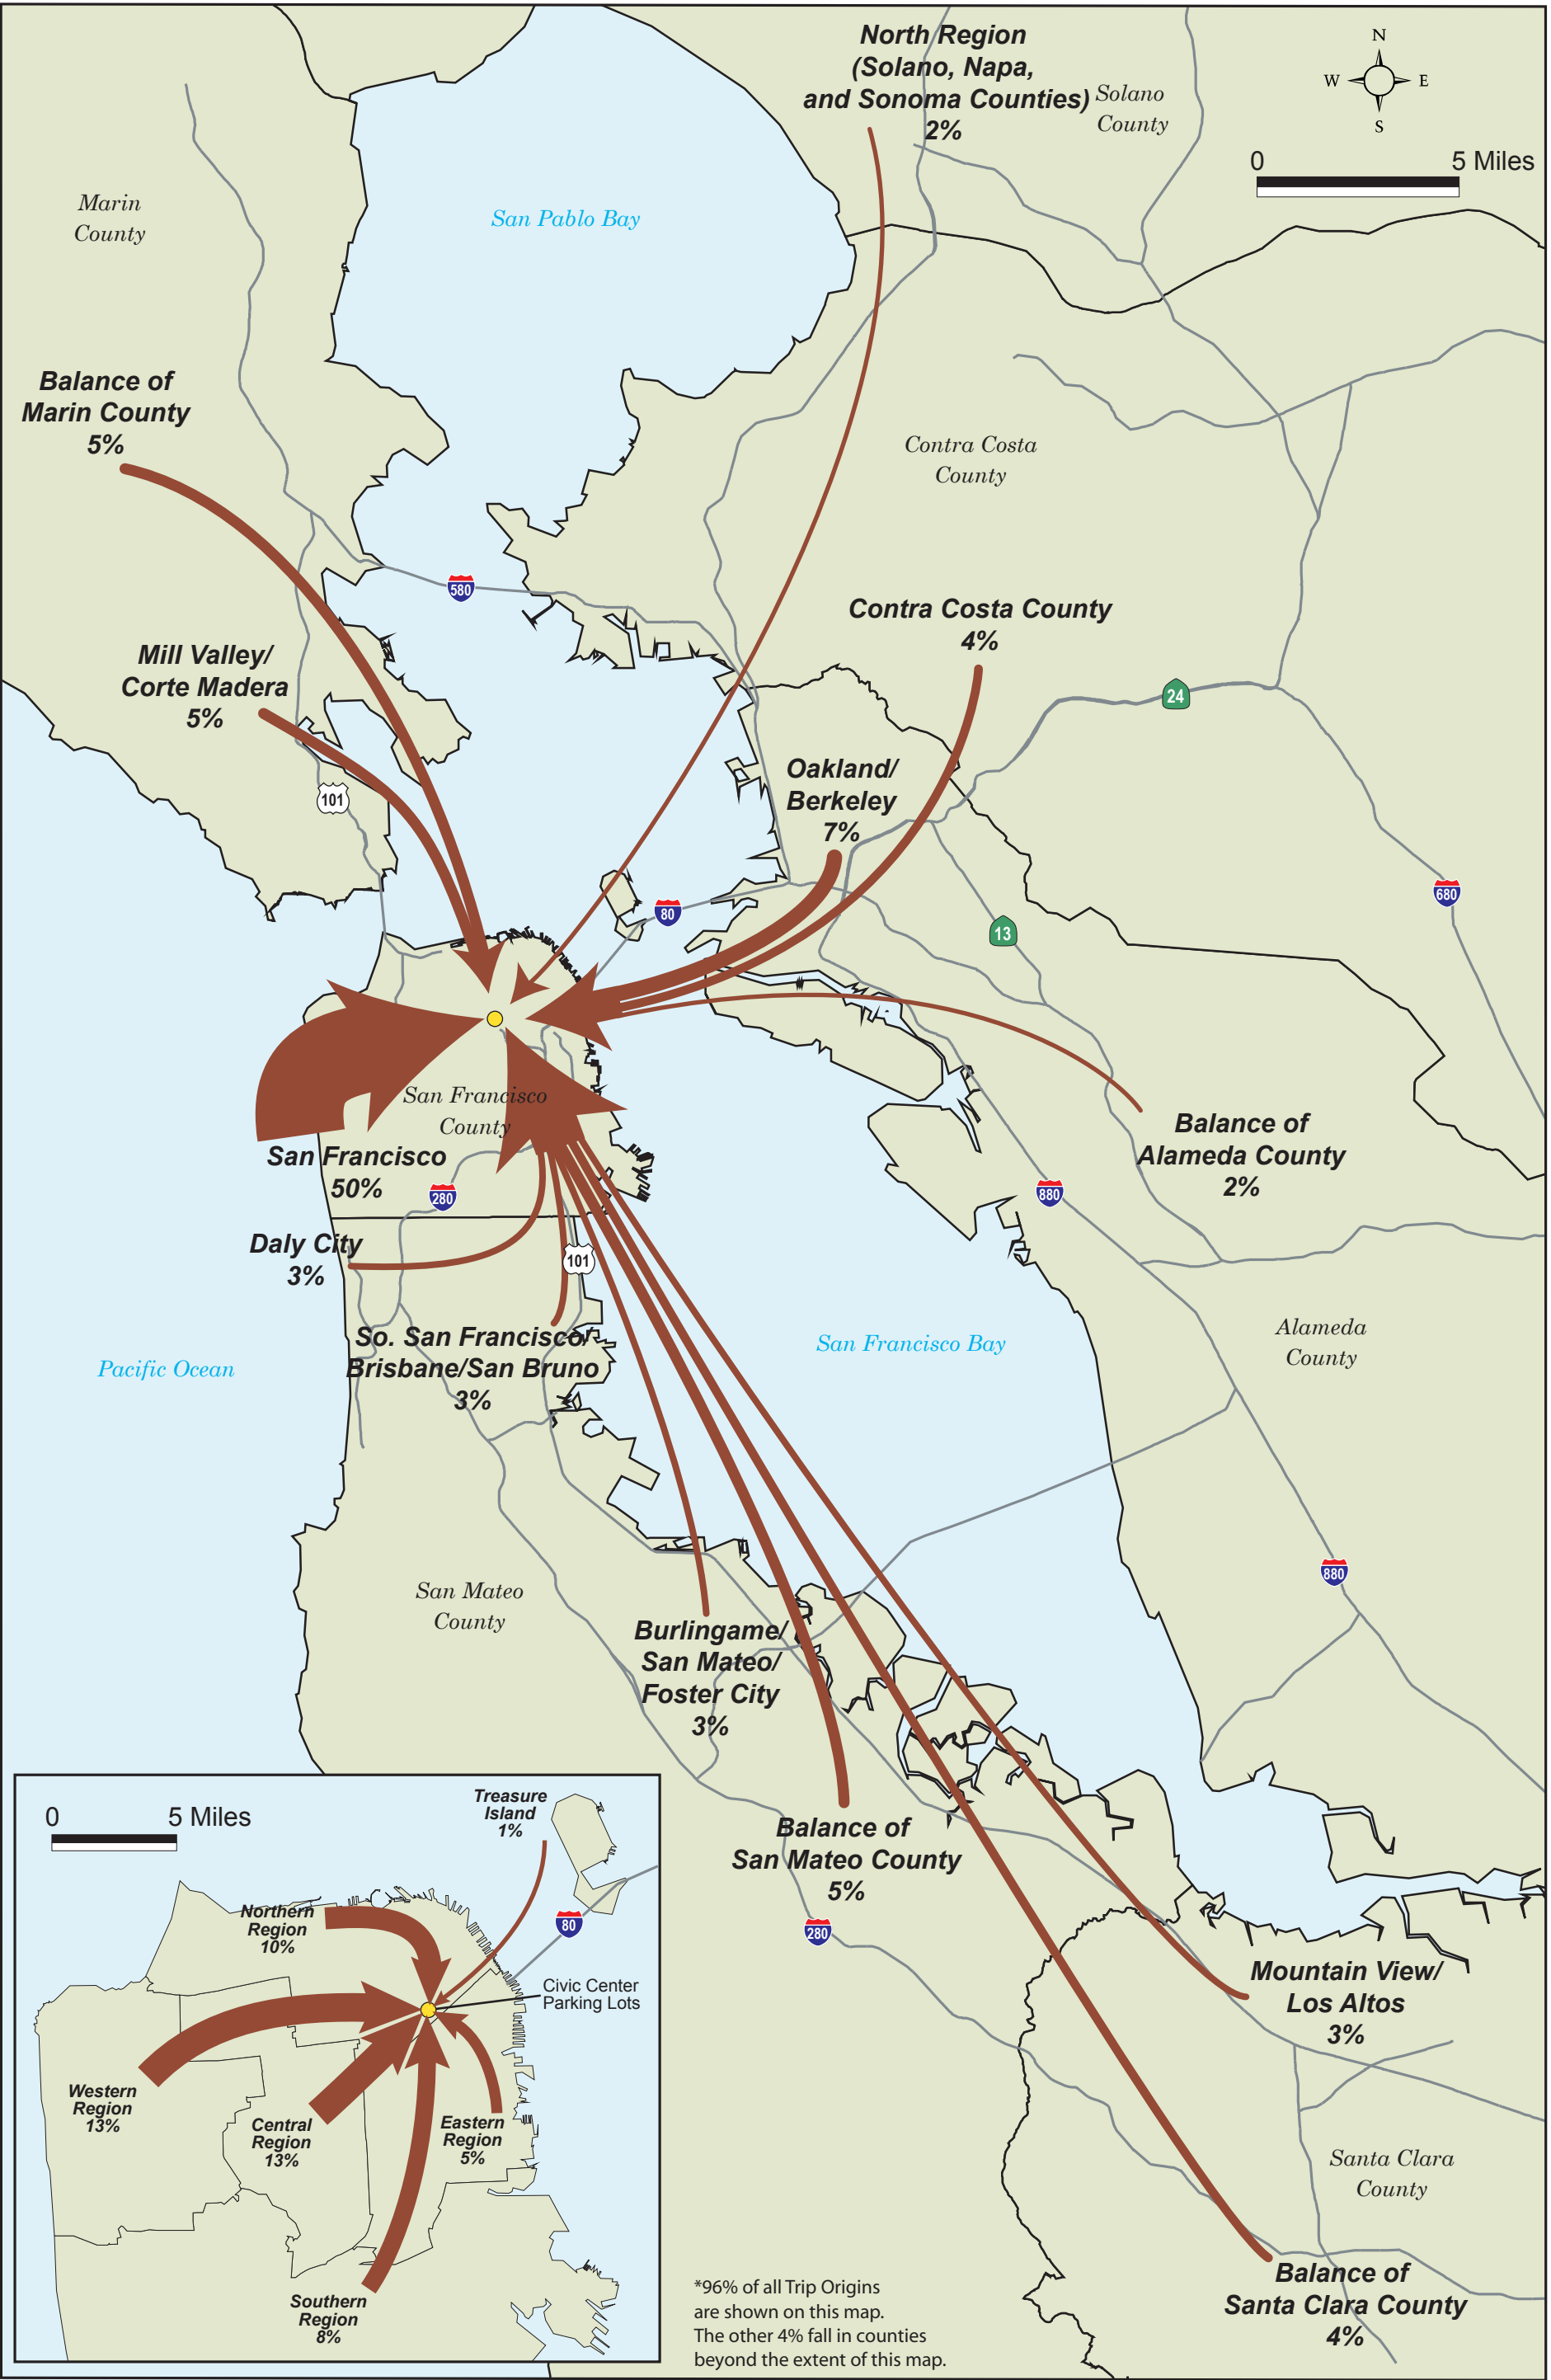 North Region
(Solano, Napa,
and Sonoma Counties)
2%
Solano
County
N
W
E
S
0
5 Miles
Marin
County
San Pablo Bay
Balance of
Marin County
5%
Contra Costa
County
580
Contra Costa County
4%
Mill Valley/
Corte Madera
5%
24
101
Oakland/
Berkeley
7%
680
80
13
San Francisco
County
San Francisco
50%
280
Balance of
Alameda County
2%
880
Daly City
3%
101
So. San Francisco/
Brisbane/San Bruno
3%
San Francisco Bay
Alameda
County
Pacific Ocean
880
San Mateo
County
Burlingame/
San Mateo/
Foster City
3%
Balance of
San Mateo County
5%
280
Mountain View/
Los Altos
3%
Santa Clara
County
Balance of
Santa Clara County
4%
0
5 Miles
Treasure
Island
1%
80
Northern
Region
10%
Civic Center
Parking Lots
Western
Region
13%
Central
Region
13%
Eastern
Region
5%
Southern
Region
8%
*96% of all Trip Origins
are shown on this map.
The other 4% fall in counties
beyond the extent of this map.